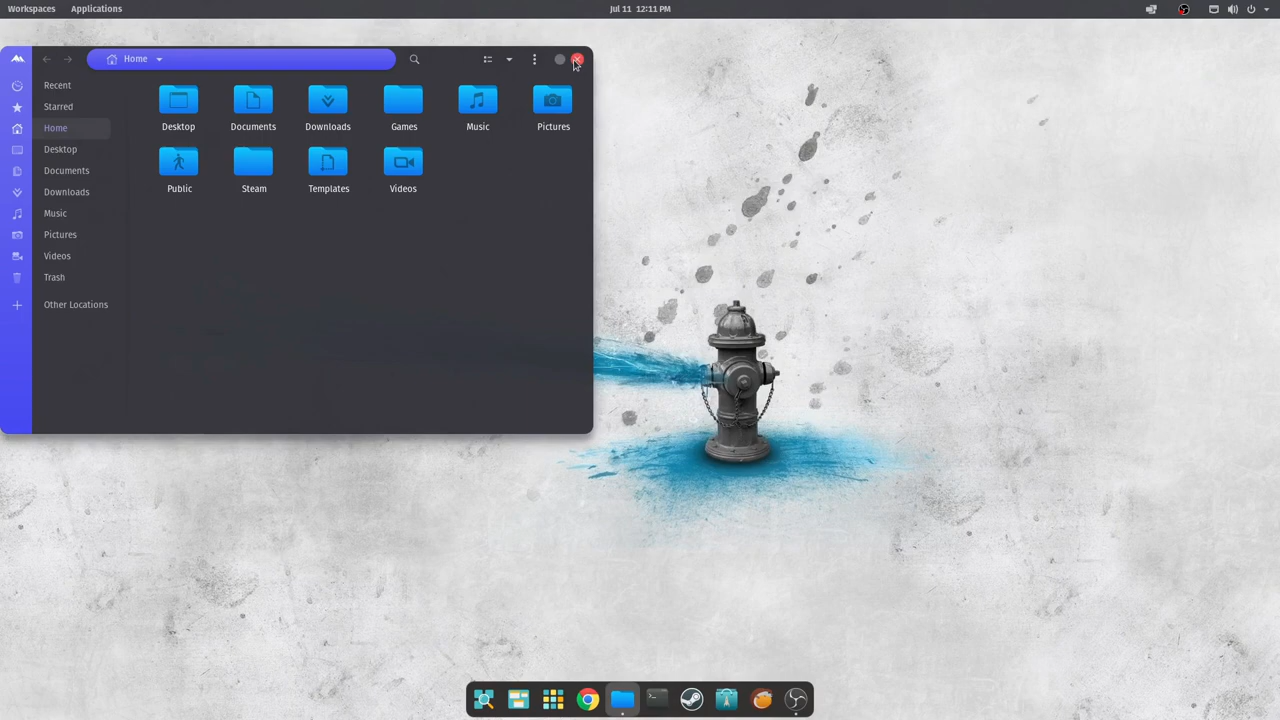 Workspaces Applications Jul 11 12:11 PM
Home
Recent
Starred
Home
Desktop
Documents
Downloads
Music
Pictures
Videos
Trash
Other Locations
Desktop Documents Downloads Games Music Pictures
Public Steam Templates Videos